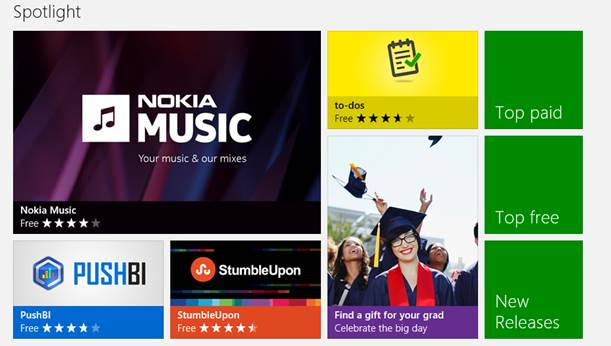 Spotlight
NOKIA
MUSIC
Your music & our mixes
Nokia Music
Free
to-dos
Free
Top paid
Top free
PUSHBI
PushBI
Free
StumbleUpon
StumbleUpon
Free
Find a gift for your grad
Celebrate the big day
New
Releases